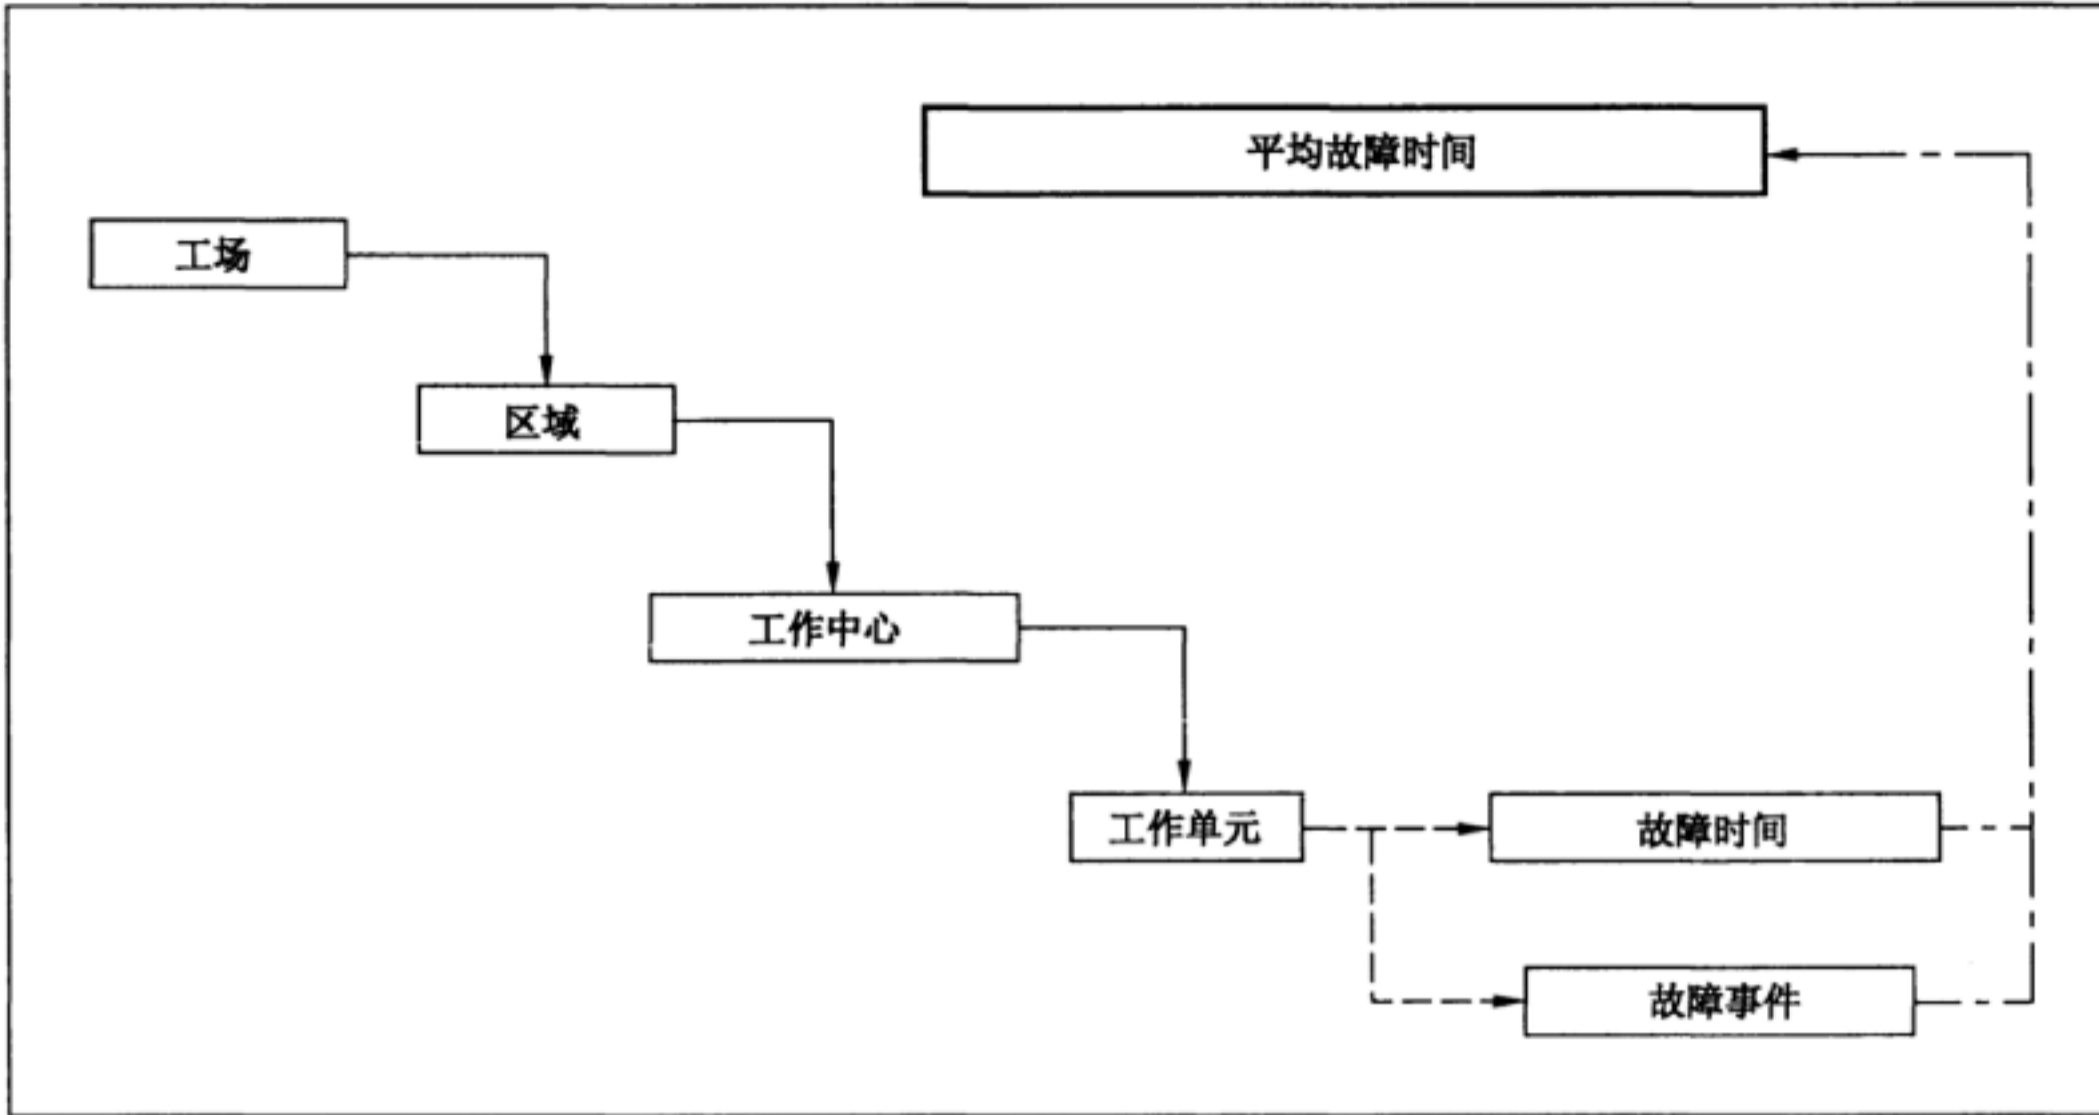 平均故障时间
工场
区域
工作中心
工作单元
故障时间
故障事件